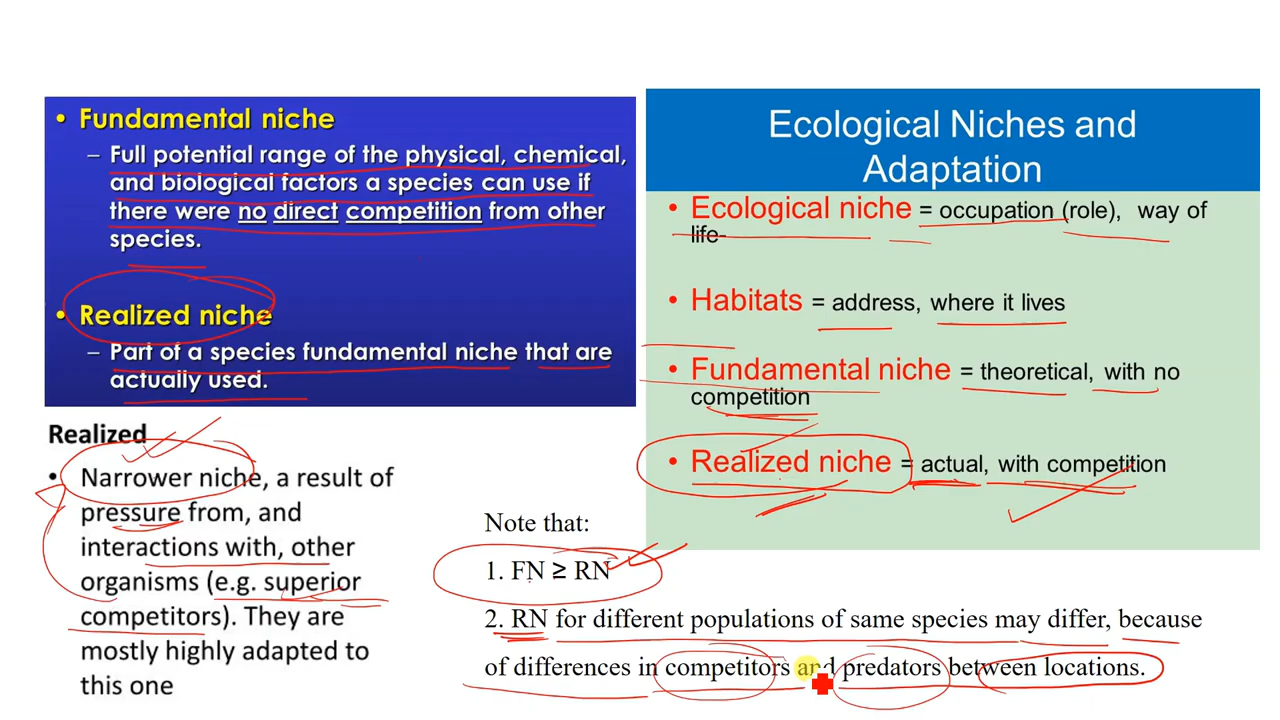 • Fundamental niche
– Full potential range of the physical, chemical,
and biological factors a species can use if
there were no direct competition from other
species.
• Realized niche
– Part of a species fundamental niche that are
actually used.
Realized
• Narrower niche, a result of
pressure from, and
interactions with, other
organisms (e.g. superior
competitors). They are
mostly highly adapted to
this one
Ecological Niches and
Adaptation
• Ecological niche = occupation (role), way of
life-
• Habitats = address, where it lives
• Fundamental niche = theoretical, with no
competition
• Realized niche = actual, with competition
Note that:
1. FN ≥ RN
2. RN for different populations of same species may differ, because
of differences in competitors and predators between locations.